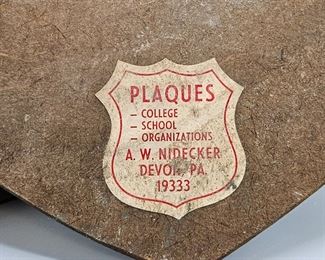 PLAQUES
– COLLEGE
– SCHOOL
– ORGANIZATIONS
A. W. NIDECKER
DEVON, PA.
19333